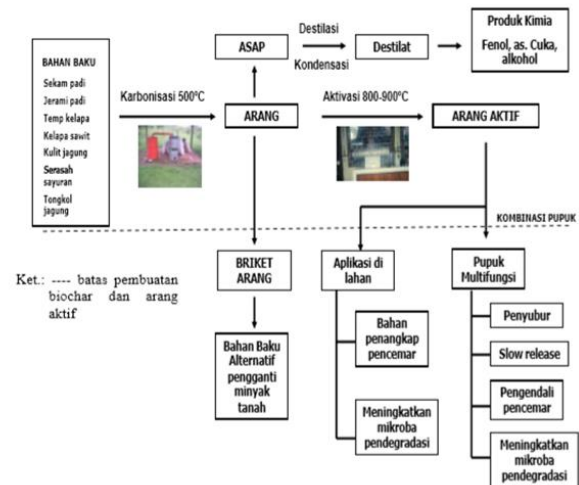 BAHAN BAKU
Sekam padi
Jerami padi
Temp kelapa
Kelapa sawit
Kulit jagung
Serasah
sayuran
Tongkol
jagung
Karbonisasi 500°C
ASAP
Destilasi
Kondensasi
Destilat
Produk Kimia
Fenol, as. Cuka,
alkohol
ARANG
Aktivasi 800-900°C
ARANG AKTIF
KOMBINASI PUPUK
Ket.: ---- batas pembuatan
biochar dan arang
aktif
BRIKET
ARANG
Bahan Baku
Alternatif
pengganti
minyak
tanah
Aplikasi di
lahan
Bahan
penangkap
pencemar
Meningkatkan
mikroba
pendegradasi
Pupuk
Multifungsi
Penyubur
Slow release
Pengendali
pencemar
Meningkatkan
mikroba
pendegradasi